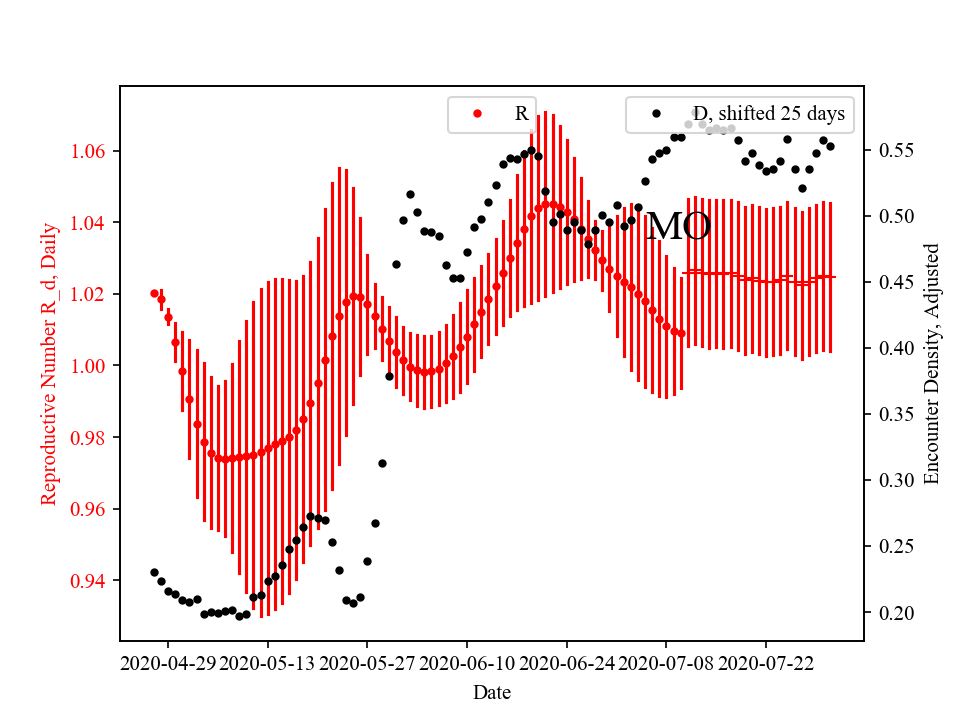 R
D, shifted 25 days
MO
Reproductive Number R_d, Daily
1.06
1.04
1.02
1.00
0.98
0.96
0.94
0.55
0.50
0.45
0.40
0.35
0.30
0.25
0.20
Encounter Density, Adjusted
2020-04-29 2020-05-13 2020-05-27 2020-06-10 2020-06-24 2020-07-08 2020-07-22
Date